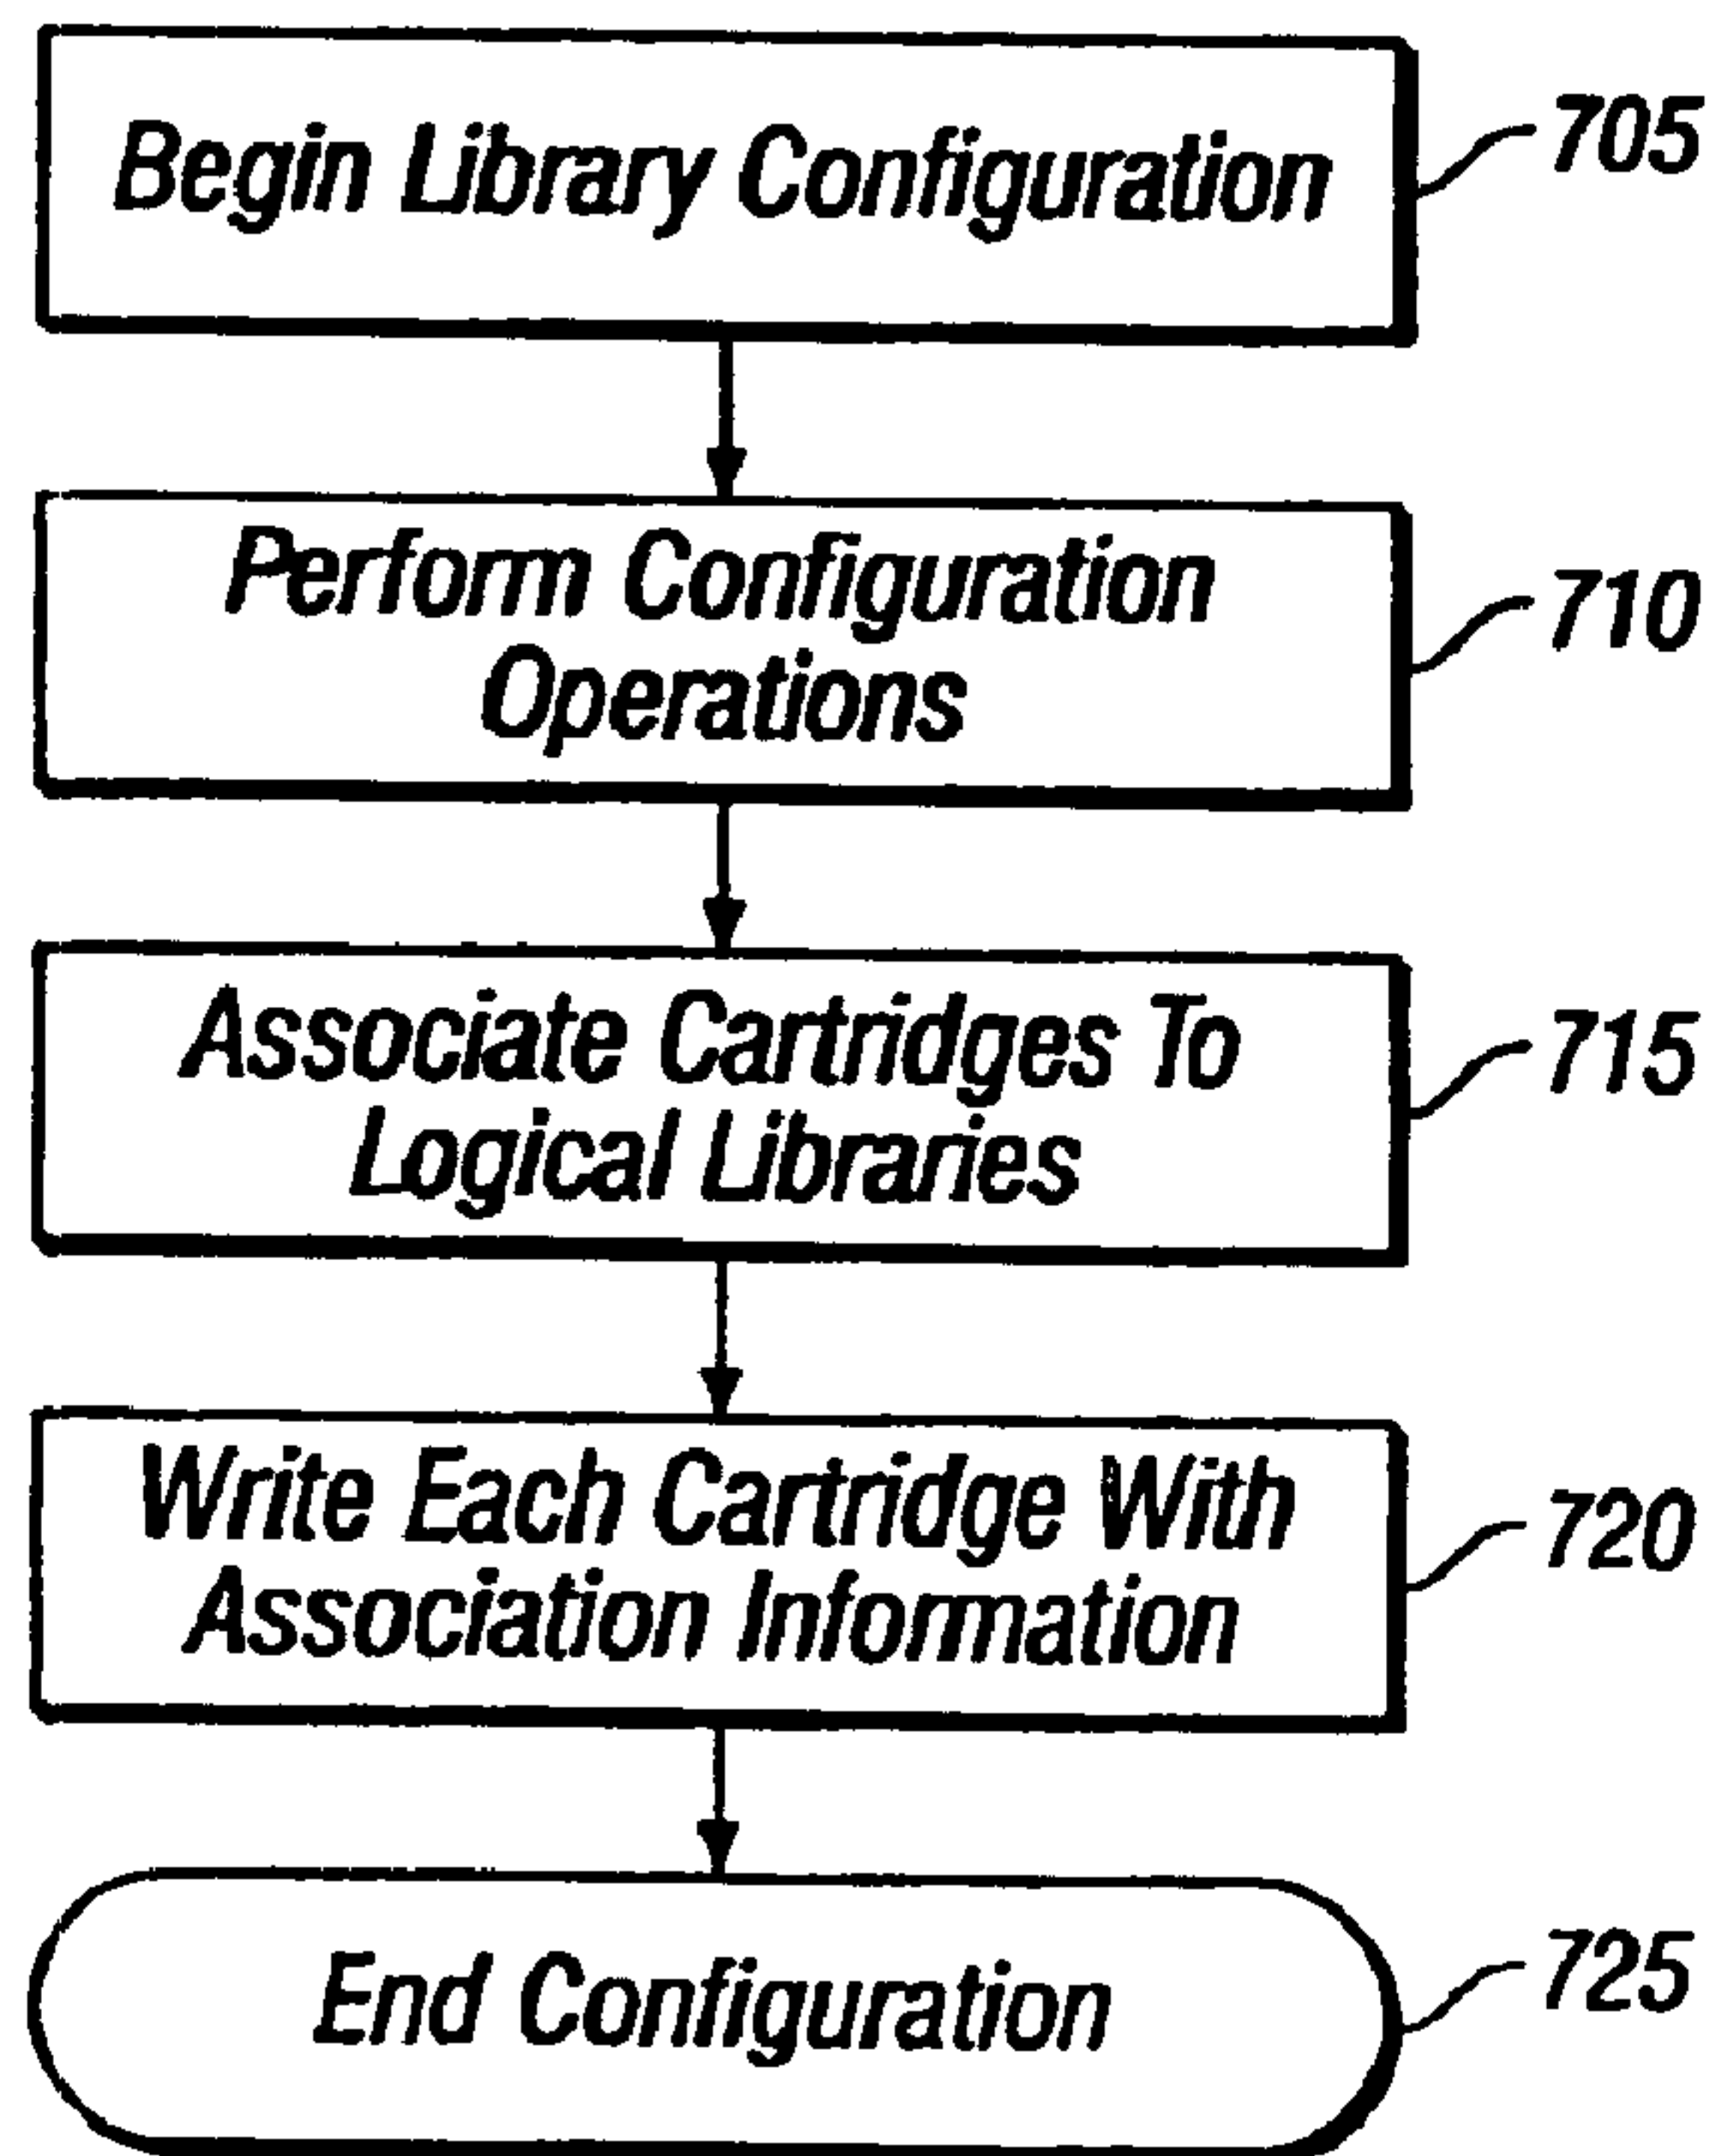 Begin Library Configuration
705
Perform Configuration
Operations
710
Associate Cartridges To
Logical Libraries
715
Write Each Cartridge With
Association Information
720
End Configuration
725